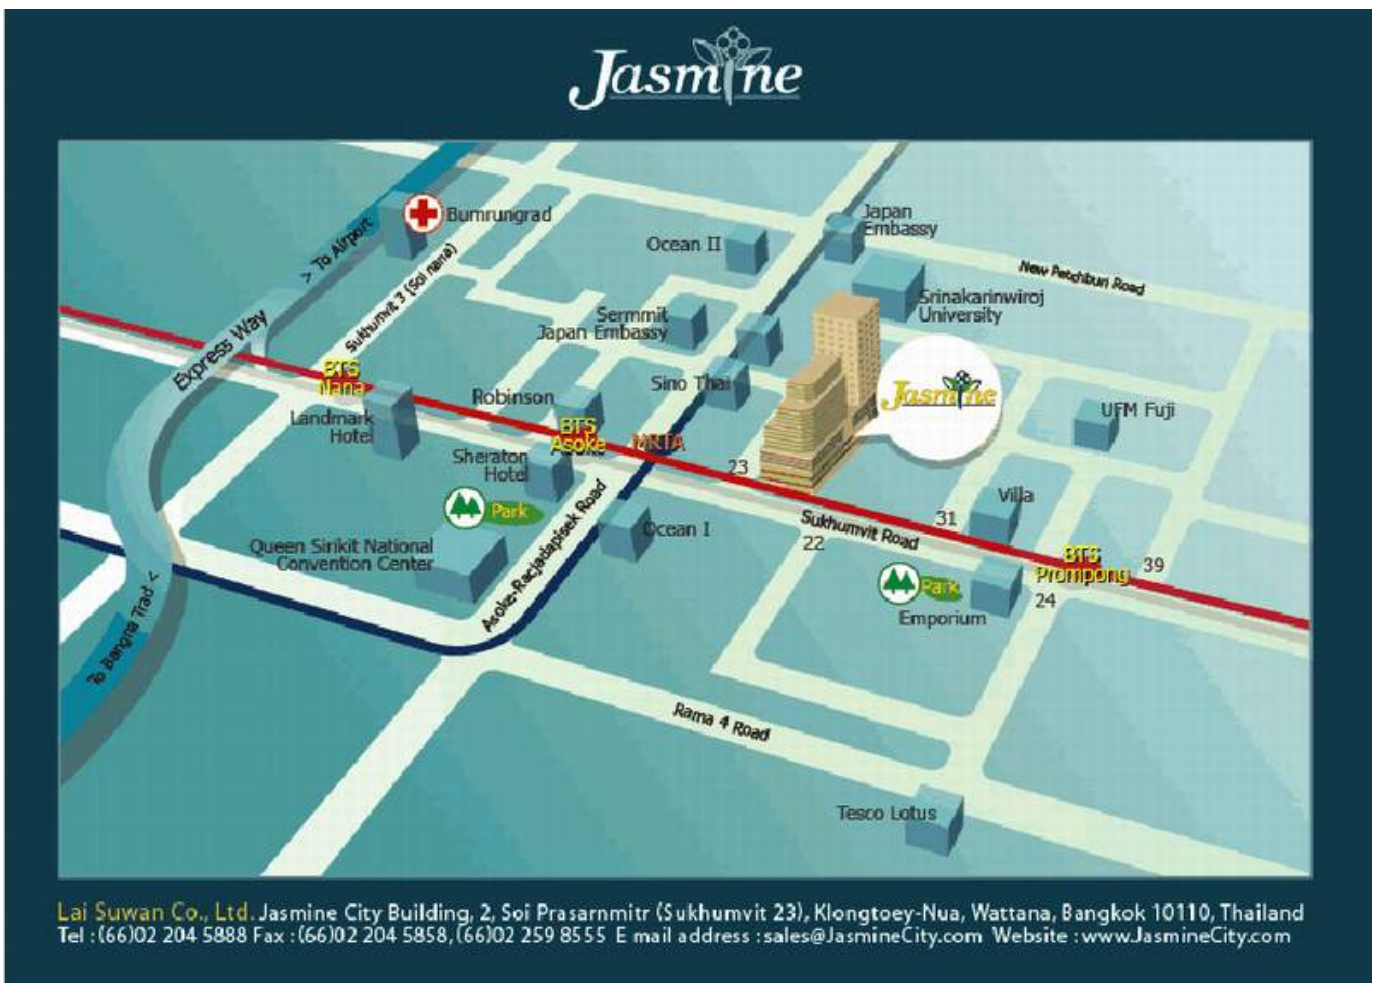 Jasmine
Bumrungrad
> To Airport
Sukhumvit 3 (Soi nana)
Ocean II
Japan
Embassy
New Petchburi Road
Srinakarinwiroj
University
Sermmit
Japan Embassy
Express Way
BTS
Nana
Sino Thai
Jasmine
Robinson
Landmark
Hotel
BTS
Asoke
MRTA
UFM Fuji
Sheraton
Hotel
23
Villa
Park
Ocean I
Sukhumvit Road
31
22
Queen Sirikit National
Convention Center
Asoke-Racjadapisek Road
BTS
Prompong
39
Park
24
Emporium
To Bangna Trad <
Rama 4 Road
Tesco Lotus
Lai Suwan Co., Ltd. Jasmine City Building, 2, Soi Prasarnmitr (Sukhumvit 23), Klongtoey-Nua, Wattana, Bangkok 10110, Thailand
Tel :(66)02 204 5888 Fax :(66)02 204 5858,(66)02 259 8555 E mail address :sales@JasmineCity.com Website :www.JasmineCity.com